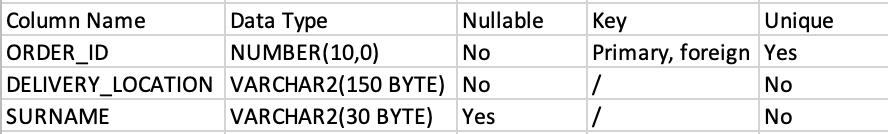 Column Name Data Type Nullable Key Unique
ORDER_ID NUMBER(10,0) No Primary, foreign Yes
DELIVERY_LOCATION VARCHAR2(150 BYTE) No / No
SURNAME VARCHAR2(30 BYTE) Yes / No